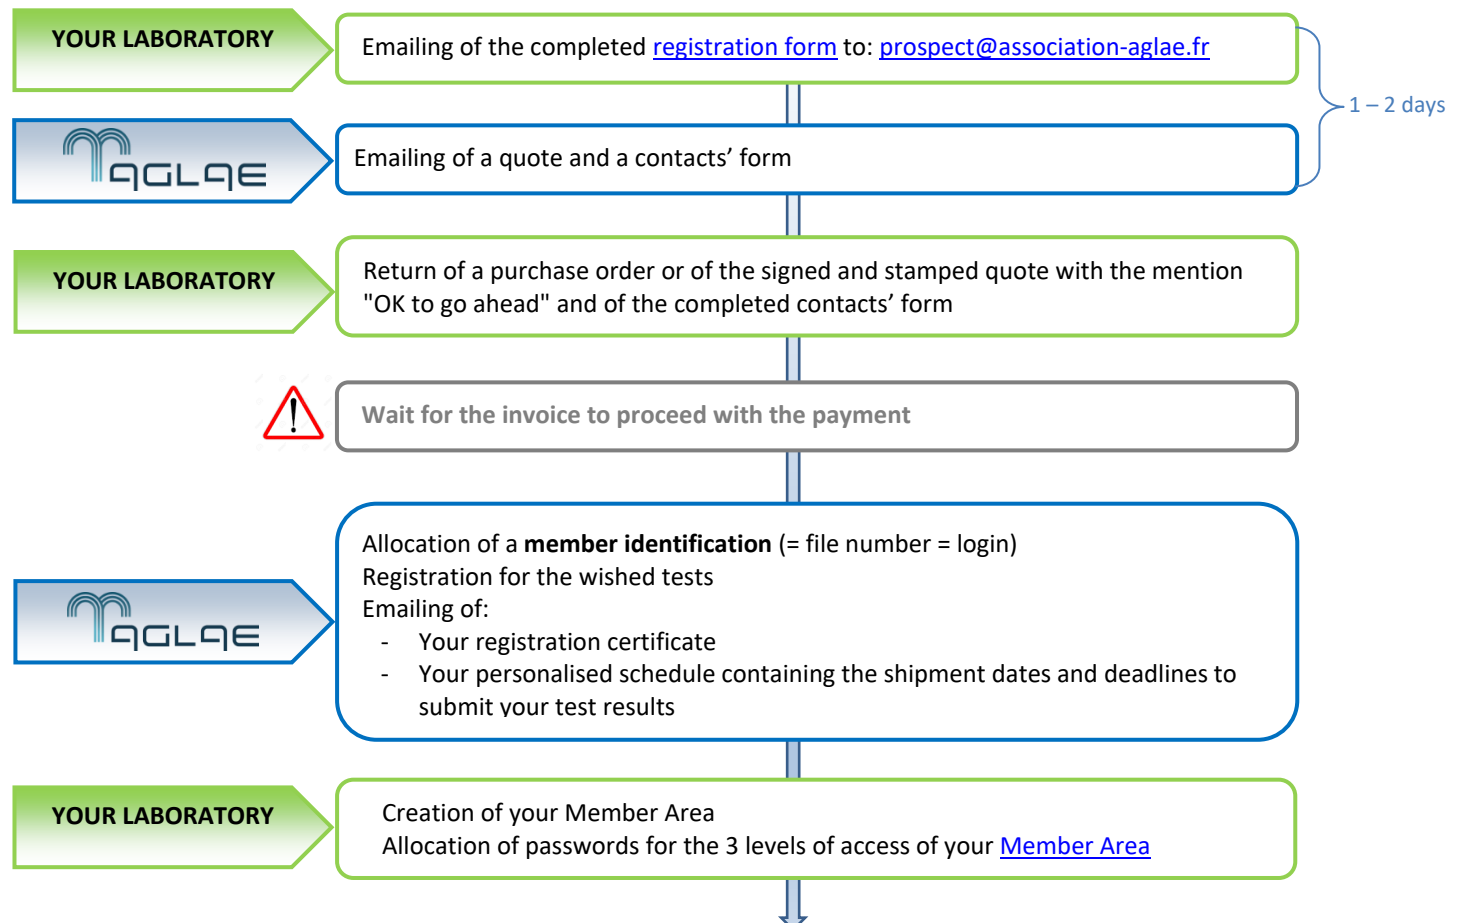 YOUR LABORATORY
Emailing of the completed registration form to: prospect@association-aglae.fr
1 – 2 days
AGLAE
Emailing of a quote and a contacts’ form
YOUR LABORATORY
Return of a purchase order or of the signed and stamped quote with the mention
"OK to go ahead" and of the completed contacts’ form
!
Wait for the invoice to proceed with the payment
AGLAE
Allocation of a member identification (= file number = login)
Registration for the wished tests
Emailing of:
- Your registration certificate
- Your personalised schedule containing the shipment dates and deadlines to
submit your test results
YOUR LABORATORY
Creation of your Member Area
Allocation of passwords for the 3 levels of access of your Member Area